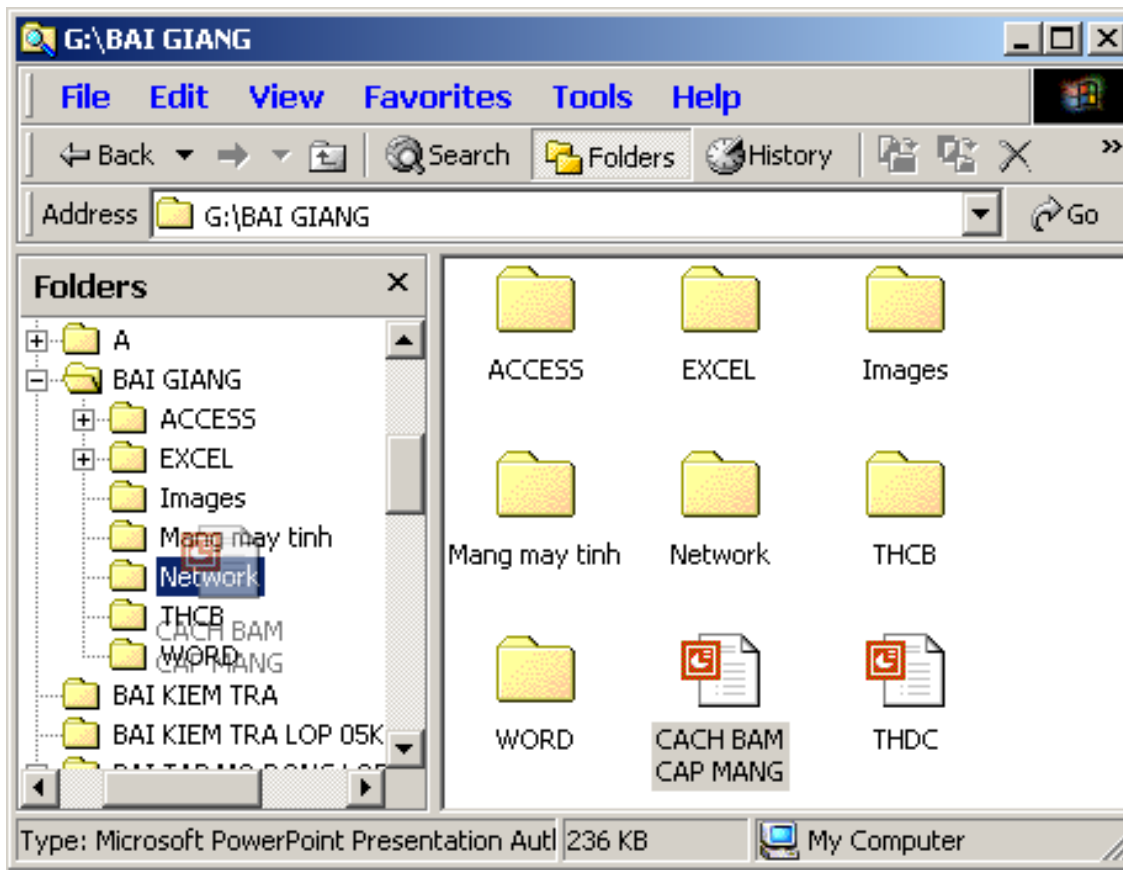 G:\BAI GIANG
File Edit View Favorites Tools Help
Back Search Folders History »
Address G:\BAI GIANG Go
Folders
A
BAI GIANG
ACCESS
EXCEL
Images
Mang may tinh
Network
THCB
WORD
CACH BAM
CAP MANG
BAI KIEM TRA
BAI KIEM TRA LOP 05K
ACCESS EXCEL Images
Mang may tinh Network THCB
WORD CACH BAM THDC
CAP MANG
Type: Microsoft PowerPoint Presentation 236 KB My Computer